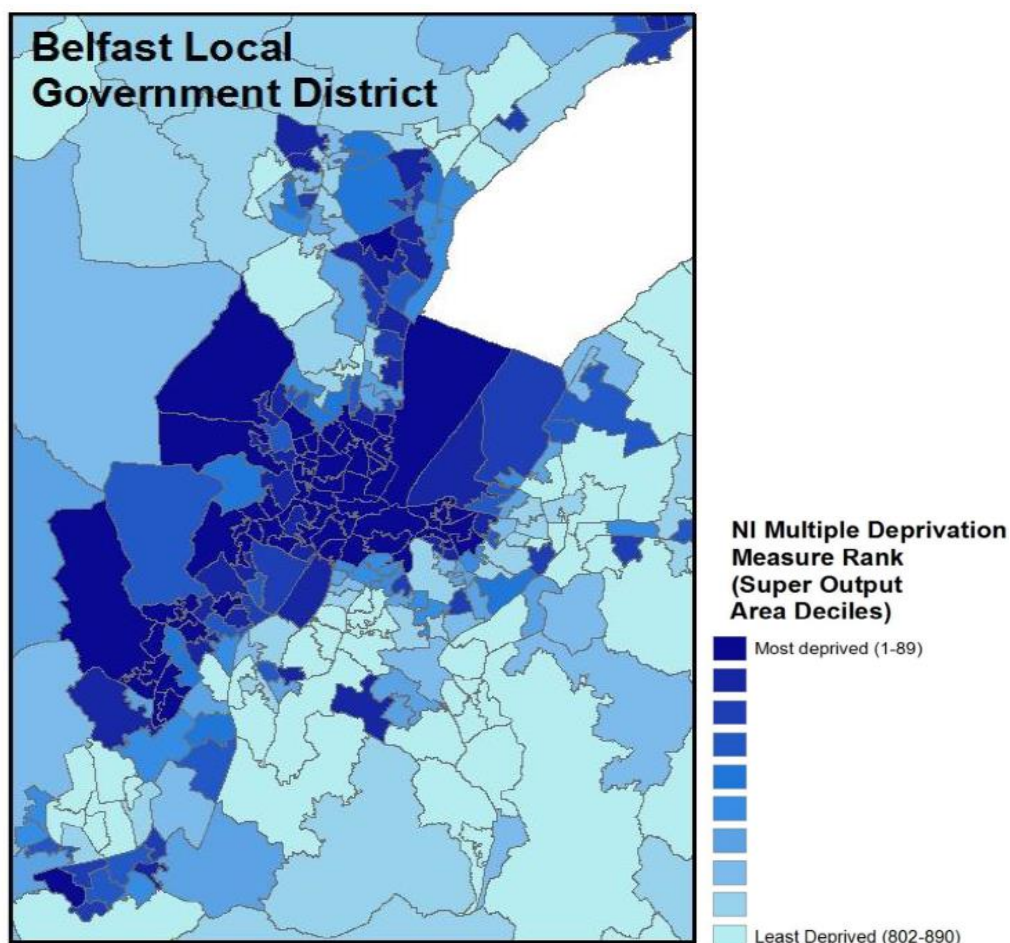 Belfast Local
Government District
NI Multiple Deprivation
Measure Rank
(Super Output
Area Deciles)
Most deprived (1-89)
Least Deprived (802-890)